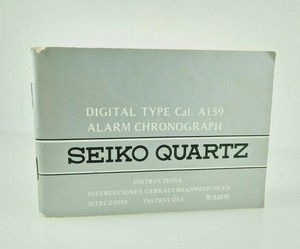 DIGITAL TYPE Cal. A159
ALARM CHRONOGRAPH
SEIKO QUARTZ
INSTRUCTIONS
INSTRUCCIONES GEBRAUCHSANWEISUNGEN
ISTRUZIONI INSTRUÇÕES